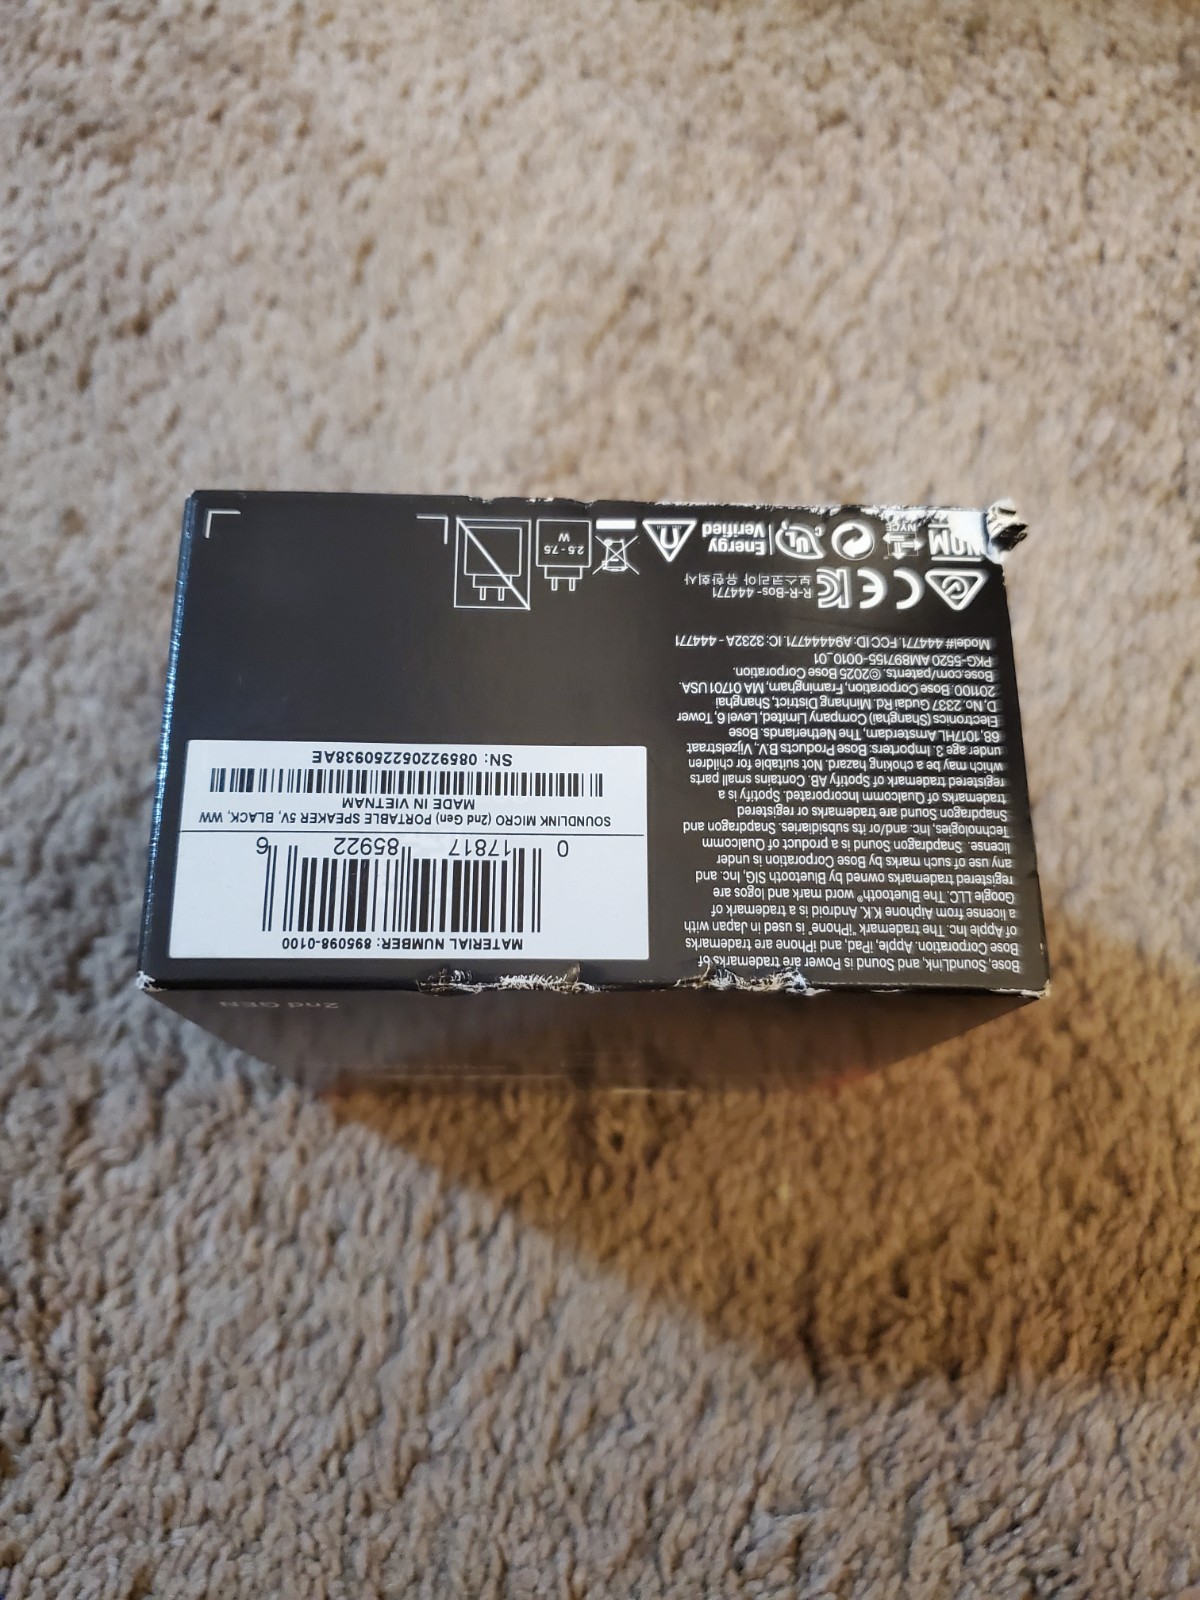 Bose, SoundLink, and Sound is Power are trademarks of
Bose Corporation. Apple, iPad, and iPhone are trademarks
of Apple Inc. The trademark "iPhone" is used in Japan with
a license from Aiphone K.K. Android is a trademark of
Google LLC. The Bluetooth® word mark and logos are
registered trademarks owned by Bluetooth SIG, Inc. and
any use of such marks by Bose Corporation is under
license. Snapdragon Sound is a product of Qualcomm
Technologies, Inc. and/or its subsidiaries. Snapdragon and
Snapdragon Sound are trademarks or registered
trademarks of Qualcomm Incorporated. Spotify is a
registered trademark of Spotify AB. Contains small parts
which may be a choking hazard. Not suitable for children
under age 3. Importers: Bose Products B.V., Vijzelstraat
68, 1017HL Amsterdam, The Netherlands. Bose
Electronics (Shanghai) Company Limited, Level 6, Tower
D, No. 2337 Gudai Rd. Minhang District, Shanghai
201100. Bose Corporation, Framingham, MA 01701 USA.
Bose.com/patents. ©2025 Bose Corporation.
PKG-5520 AM897155-0010_01
Model# 444771. FCC ID: A94444771. IC: 3232A - 444771
R-R-Bos-444771
보스코리아 유한회사
NOM
NYCE
UL
Energy
Verified
2.5 - 7.5
W
MATERIAL NUMBER: 895098-0100
0 17817 85922 6
SOUNDLINK MICRO (2nd Gen) PORTABLE SPEAKER 5V, BLACK, WW
MADE IN VIETNAM
SN: 085922052250938AE
2nd GEN